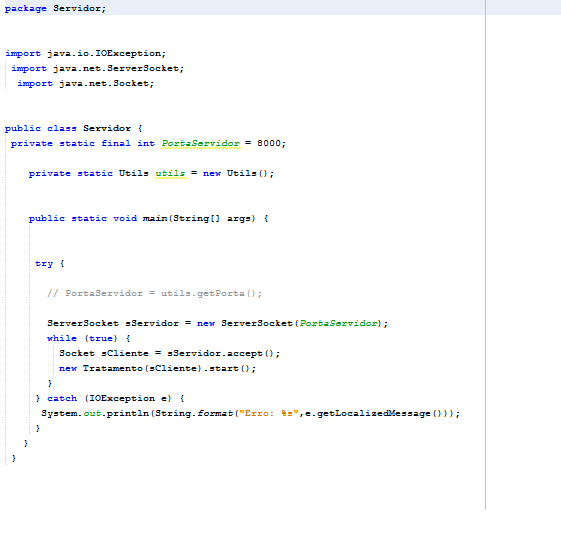 package Servidor;
import java.io.IOException;
import java.net.ServerSocket;
import java.net.Socket;
public class Servidor {
private static final int PortaServidor = 8000;
private static Utils utils = new Utils();
public static void main(String[] args) {
try {
// PortaServidor = utils.getPorta();
ServerSocket sServidor = new ServerSocket(PortaServidor);
while (true) {
Socket sCliente = sServidor.accept();
new Tratamento(sCliente).start();
}
} catch (IOException e) {
System.out.println(String.format("Erro: %s",e.getLocalizedMessage()));
}
}
}